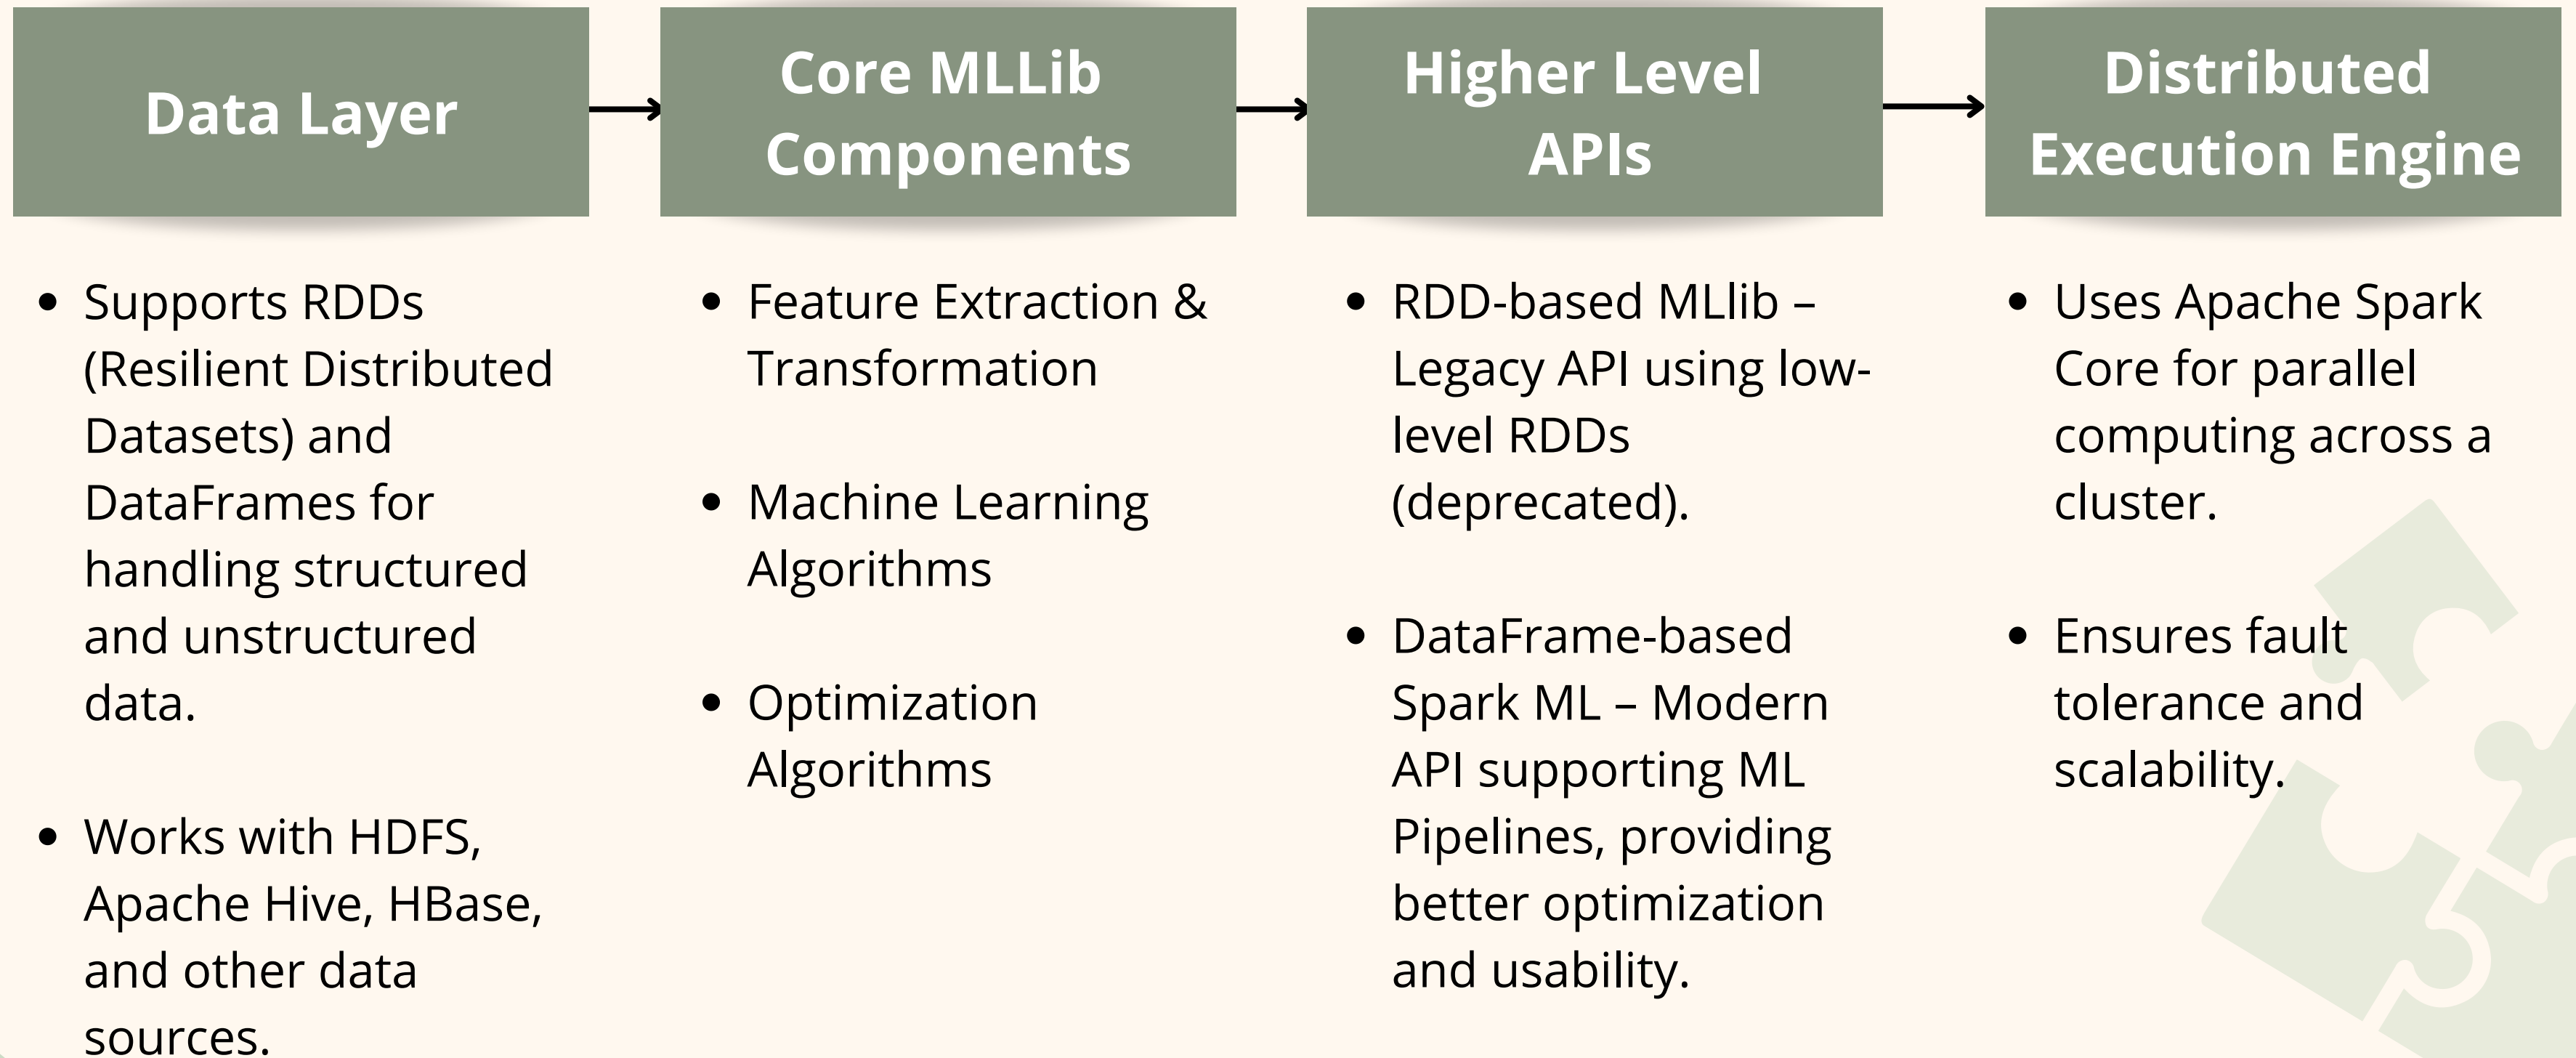 Data Layer
Core MLLib
Components
Higher Level
APIs
Distributed
Execution Engine
• Supports RDDs
(Resilient Distributed
Datasets) and
DataFrames for
handling structured
and unstructured
data.
• Works with HDFS,
Apache Hive, HBase,
and other data
sources.
• Feature Extraction &
Transformation
• Machine Learning
Algorithms
• Optimization
Algorithms
• RDD-based MLlib –
Legacy API using low-
level RDDs
(deprecated).
• DataFrame-based
Spark ML – Modern
API supporting ML
Pipelines, providing
better optimization
and usability.
• Uses Apache Spark
Core for parallel
computing across a
cluster.
• Ensures fault
tolerance and
scalability.